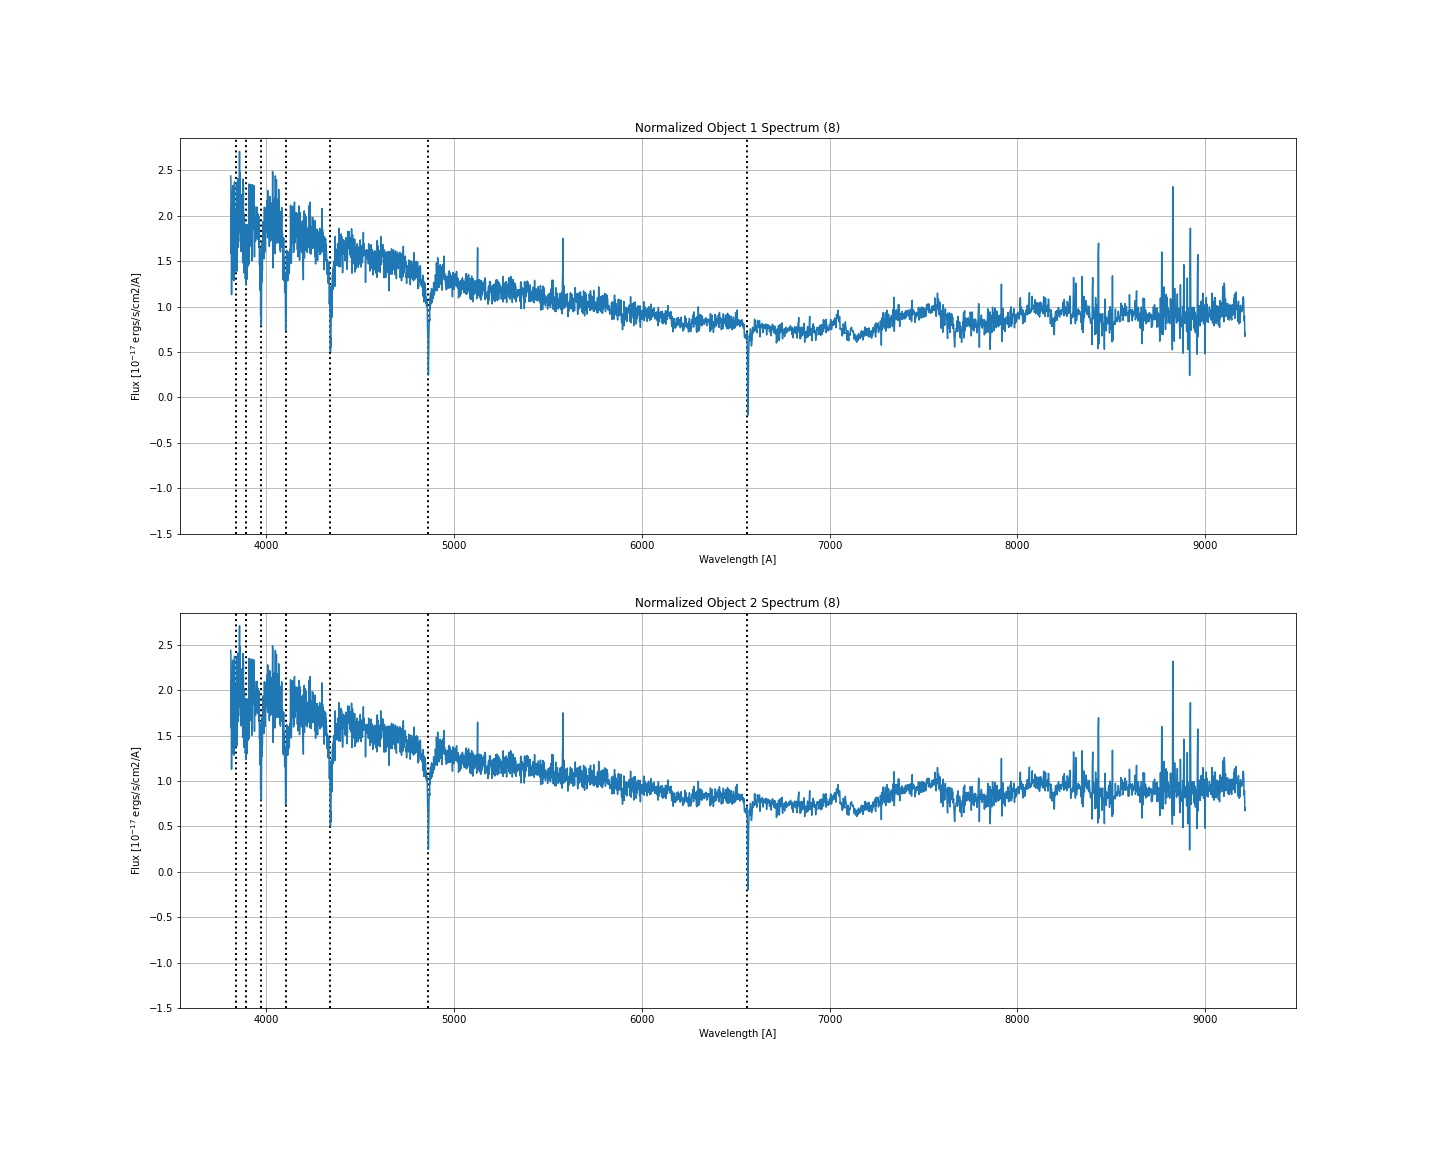 Normalized Object 1 Spectrum (8)
2.5
2.0
1.5
1.0
0.5
0.0
−0.5
−1.0
−1.5
Flux [10⁻¹⁷ ergs/s/cm2/A]
4000 5000 6000 7000 8000 9000
Wavelength [A]
Normalized Object 2 Spectrum (8)
2.5
2.0
1.5
1.0
0.5
0.0
−0.5
−1.0
−1.5
Flux [10⁻¹⁷ ergs/s/cm2/A]
4000 5000 6000 7000 8000 9000
Wavelength [A]